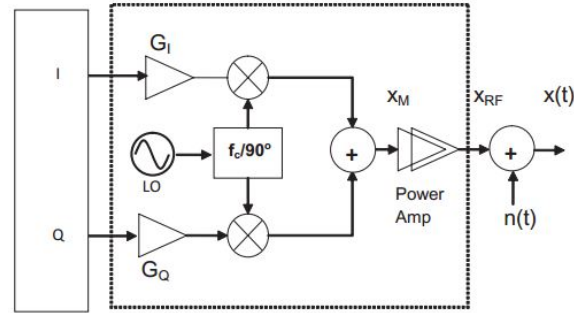 I
G_I
x_M
x_RF
x(t)
f_c/90°
LO
+
+
Power
Amp
n(t)
Q
G_Q